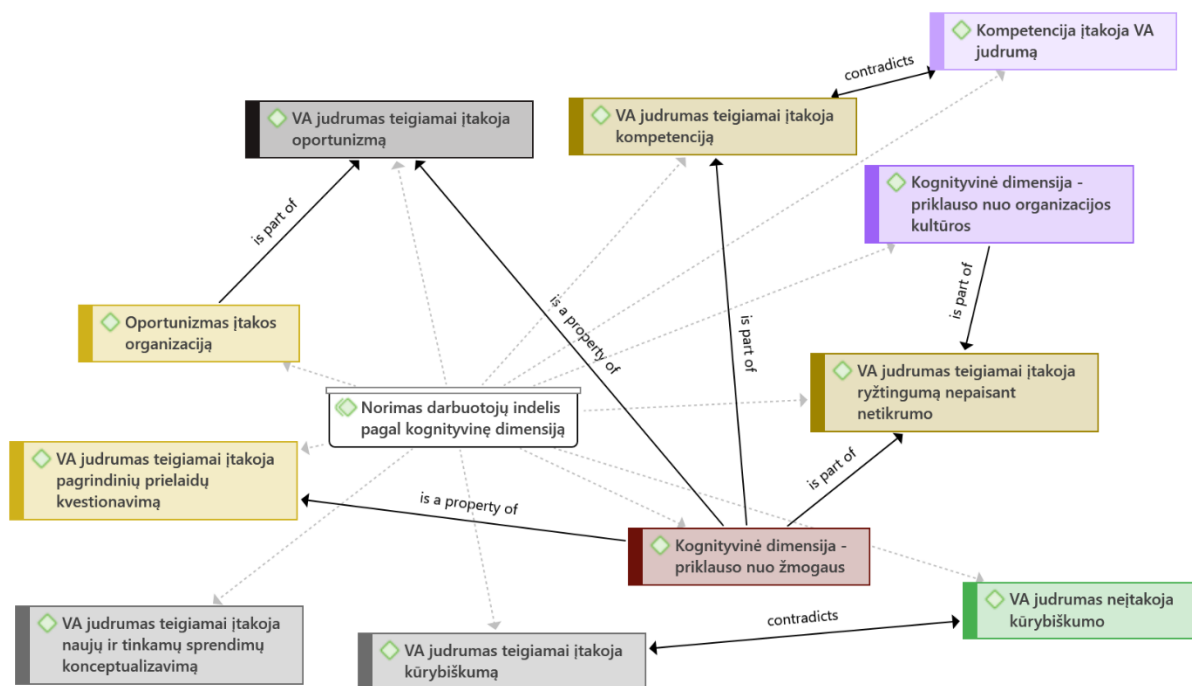 Kompetencija įtakoja VA
judrumą
contradicts
VA judrumas teigiamai įtakoja
oportunizmą
VA judrumas teigiamai įtakoja
kompetenciją
Kognityvinė dimensija -
priklauso nuo organizacijos
kultūros
is part of
is a property of
is part of
is part of
Oportunizmas įtakos
organizaciją
VA judrumas teigiamai įtakoja
ryžtingumą nepaisant
netikrumo
Norimas darbuotojų indelis
pagal kognityvinę dimensiją
VA judrumas teigiamai įtakoja
pagrindinių prielaidų
kvestionavimą
is part of
is a property of
Kognityvinė dimensija -
priklauso nuo žmogaus
VA judrumas neįtakoja
kūrybiškumo
contradicts
VA judrumas teigiamai įtakoja
naujų ir tinkamų sprendimų
konceptualizavimą
VA judrumas teigiamai įtakoja
kūrybiškumą